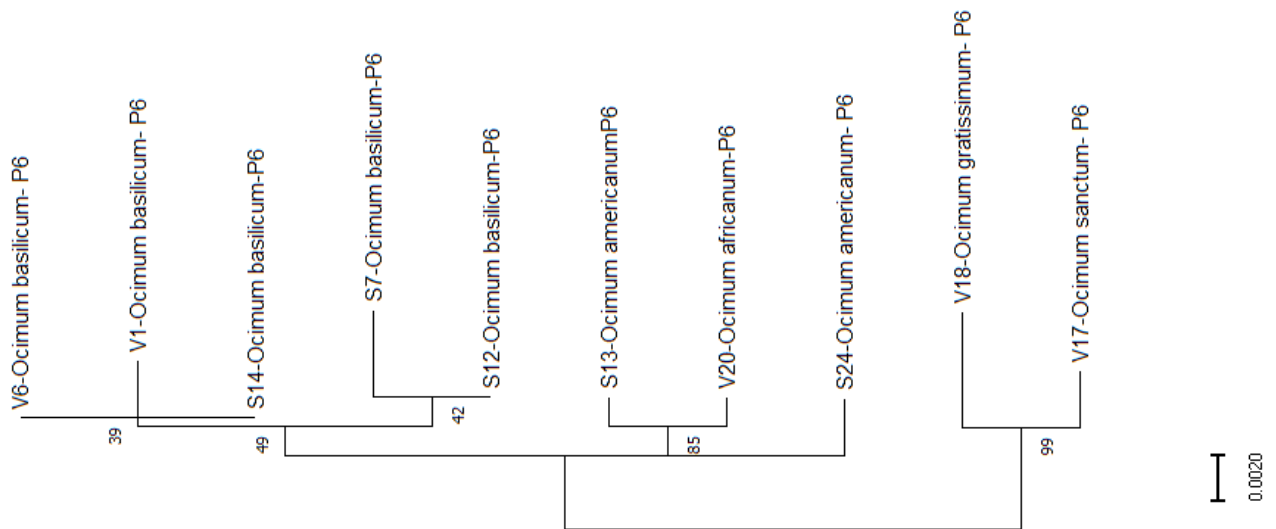 V6-Ocimum basilicum- P6
V1-Ocimum basilicum- P6
S14-Ocimum basilicum-P6
S7-Ocimum basilicum-P6
S12-Ocimum basilicum-P6
S13-Ocimum americanumP6
V20-Ocimum africanum-P6
S24-Ocimum americanum- P6
V18-Ocimum gratissimum- P6
V17-Ocimum sanctum- P6
39
49
42
85
99
0.0020